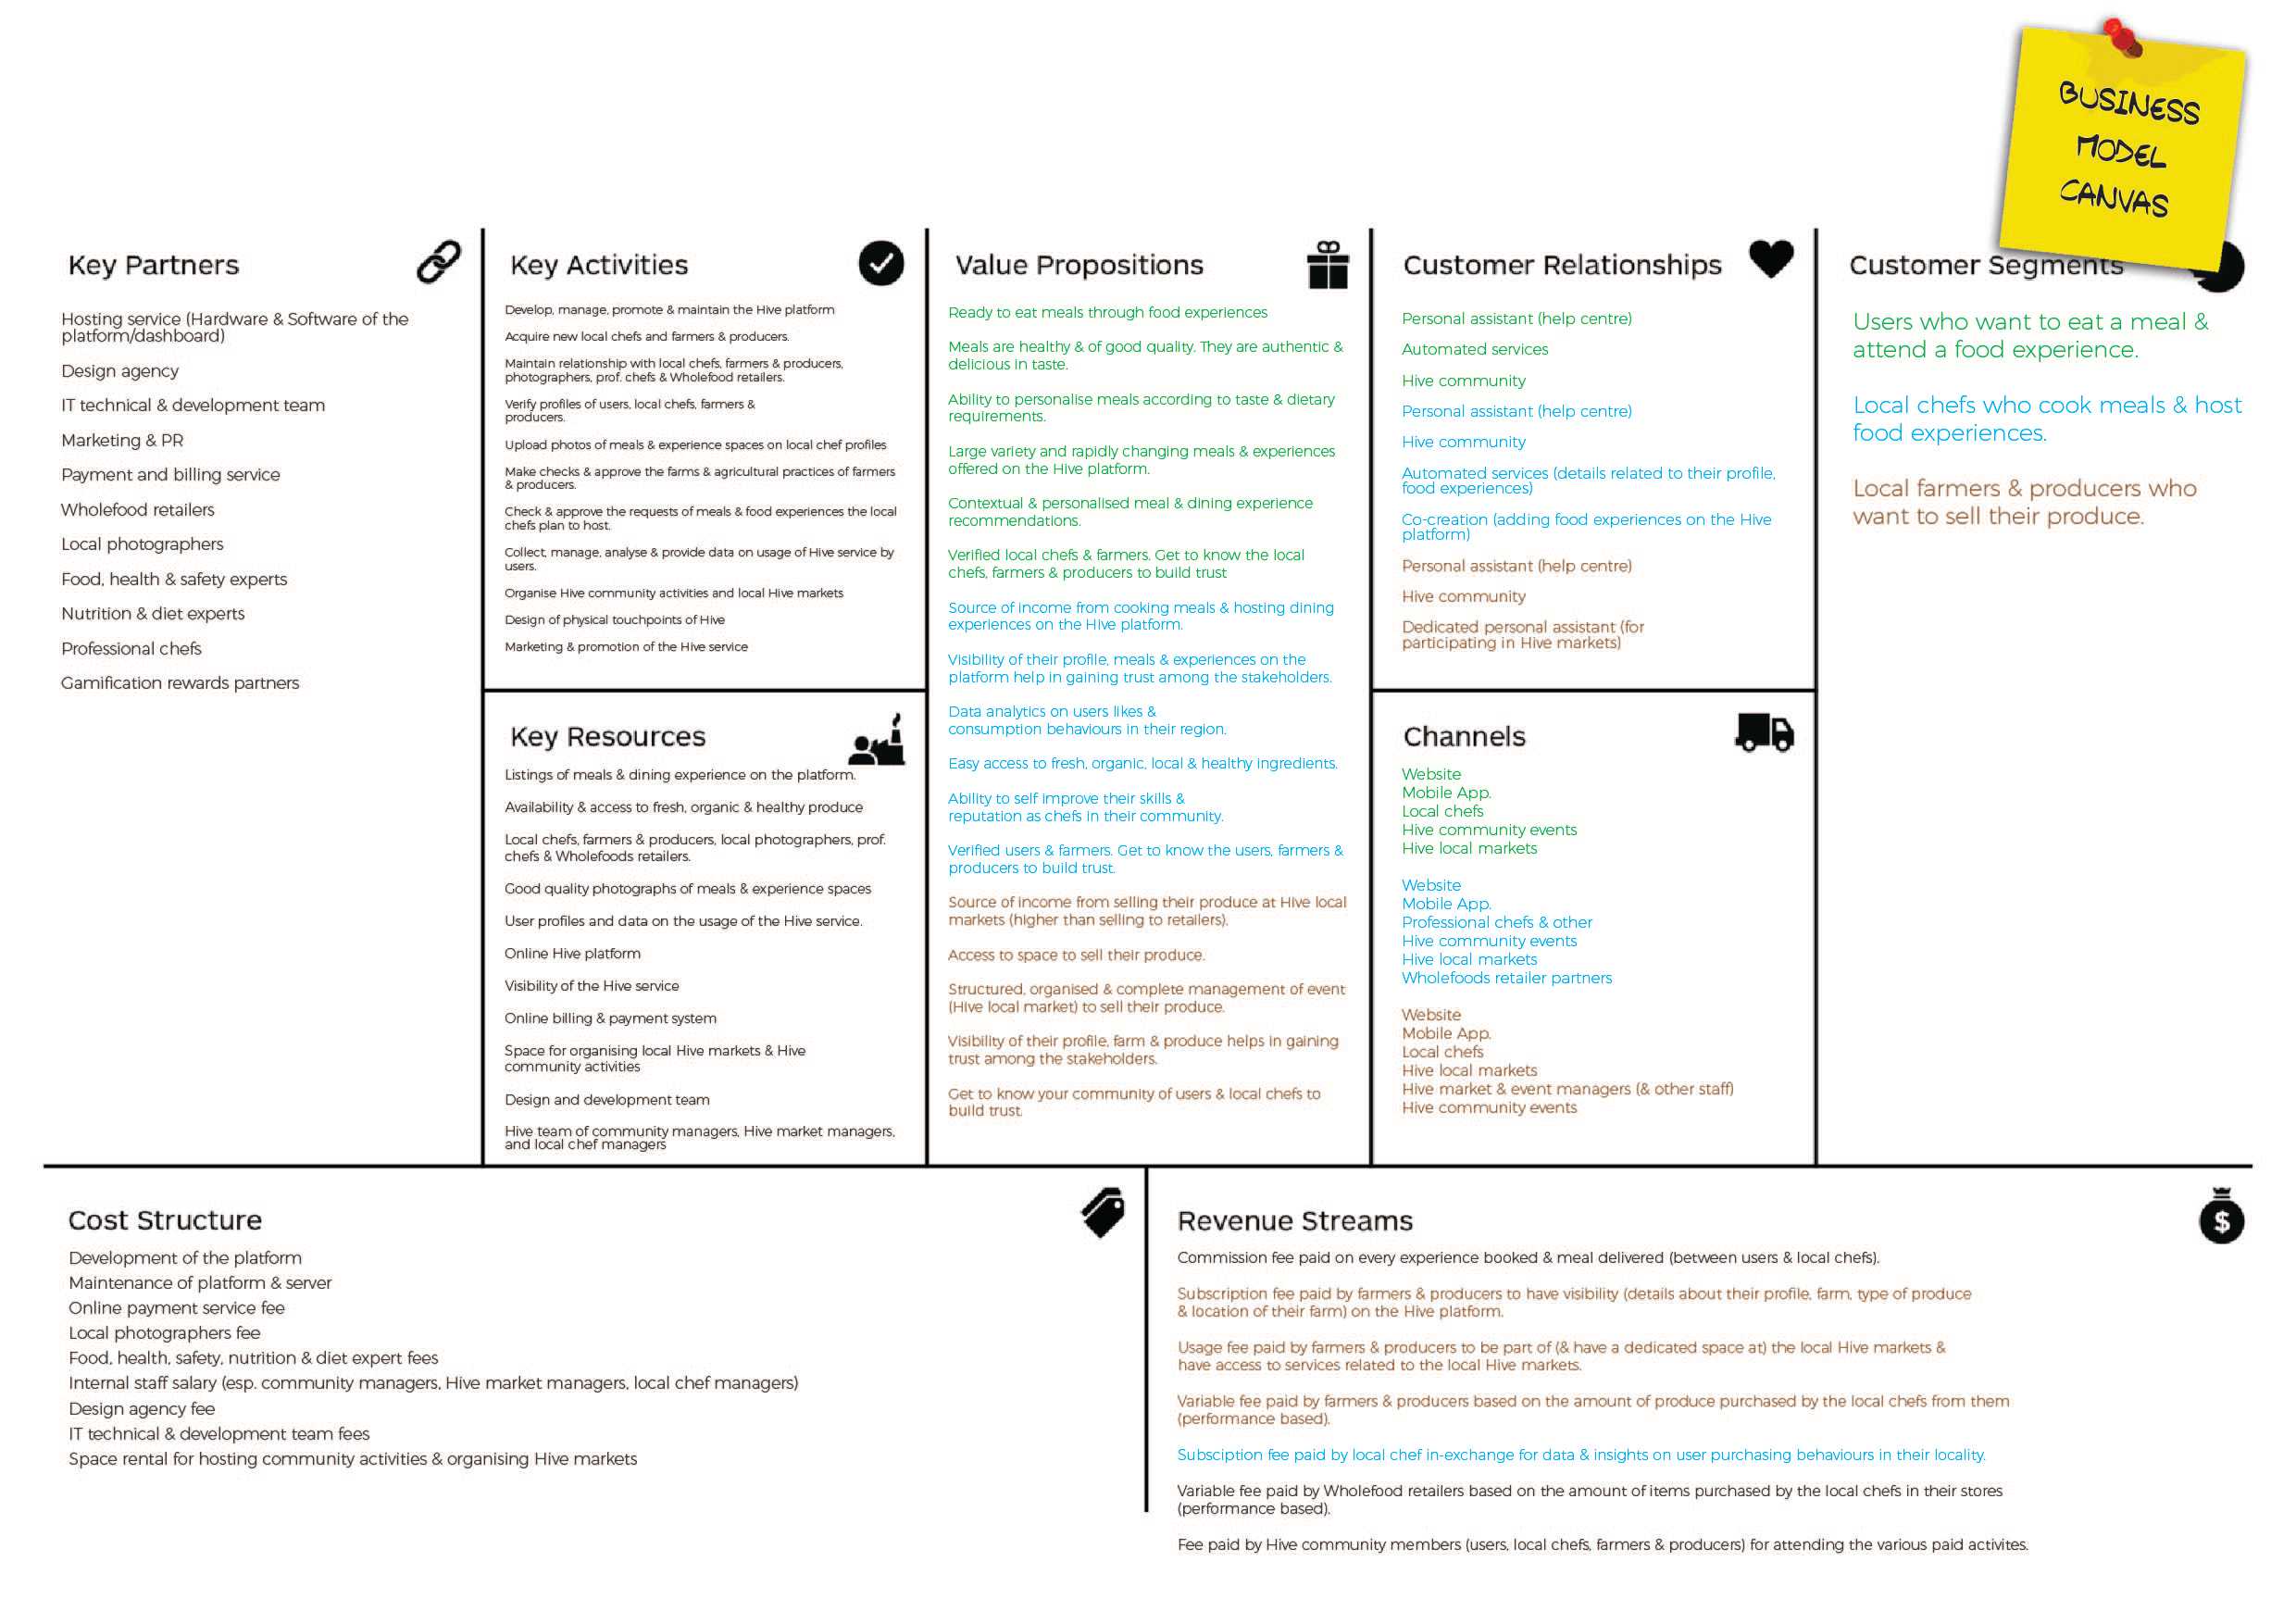 BUSINESS
MODEL
CANVAS
Key Partners
Hosting service (Hardware & Software of the
platform/dashboard)
Design agency
IT technical & development team
Marketing & PR
Payment and billing service
Wholefood retailers
Local photographers
Food, health & safety experts
Nutrition & diet experts
Professional chefs
Gamification rewards partners
Key Activities
Develop, manage, promote & maintain the Hive platform
Acquire new local chefs and farmers & producers.
Maintain relationship with local chefs, farmers & producers,
photographers, prof. chefs & Wholefood retailers.
Verify profiles of users, local chefs, farmers &
producers.
Upload photos of meals & experience spaces on local chef profiles
Make checks & approve the farms & agricultural practices of farmers
& producers.
Check & approve the requests of meals & food experiences the local
chefs plan to host.
Collect, manage, analyse & provide data on usage of Hive service by
users.
Organise Hive community activities and local Hive markets
Design of physical touchpoints of Hive
Marketing & promotion of the Hive service
Key Resources
Listings of meals & dining experience on the platform.
Availability & access to fresh, organic & healthy produce
Local chefs, farmers & producers, local photographers, prof.
chefs & Wholefoods retailers.
Good quality photographs of meals & experience spaces
User profiles and data on the usage of the Hive service.
Online Hive platform
Visibility of the Hive service
Online billing & payment system
Space for organising local Hive markets & Hive
community activities
Design and development team
Hive team of community managers, Hive market managers,
and local chef managers
Value Propositions
Ready to eat meals through food experiences
Meals are healthy & of good quality. They are authentic &
delicious in taste.
Ability to personalise meals according to taste & dietary
requirements.
Large variety and rapidly changing meals & experiences
offered on the Hive platform.
Contextual & personalised meal & dining experience
recommendations.
Verified local chefs & farmers. Get to know the local
chefs, farmers & producers to build trust
Source of income from cooking meals & hosting dining
experiences on the Hive platform.
Visibility of their profile, meals & experiences on the
platform help in gaining trust among the stakeholders.
Data analytics on users likes &
consumption behaviours in their region.
Easy access to fresh, organic, local & healthy ingredients.
Ability to self improve their skills &
reputation as chefs in their community.
Verified users & farmers. Get to know the users, farmers &
producers to build trust.
Source of income from selling their produce at Hive local
markets (higher than selling to retailers).
Access to space to sell their produce.
Structured, organised & complete management of event
(Hive local market) to sell their produce.
Visibility of their profile, farm & produce helps in gaining
trust among the stakeholders.
Get to know your community of users & local chefs to
build trust.
Customer Relationships
Personal assistant (help centre)
Automated services
Hive community
Personal assistant (help centre)
Hive community
Automated services (details related to their profile,
food experiences)
Co-creation (adding food experiences on the Hive
platform)
Personal assistant (help centre)
Hive community
Dedicated personal assistant (for
participating in Hive markets)
Channels
Website
Mobile App.
Local chefs
Hive community events
Hive local markets
Website
Mobile App.
Professional chefs & other
Hive community events
Hive local markets
Wholefoods retailer partners
Website
Mobile App.
Local chefs
Hive local markets
Hive market & event managers (& other staff)
Hive community events
Customer Segments
Users who want to eat a meal &
attend a food experience.
Local chefs who cook meals & host
food experiences.
Local farmers & producers who
want to sell their produce.
Cost Structure
Development of the platform
Maintenance of platform & server
Online payment service fee
Local photographers fee
Food, health, safety, nutrition & diet expert fees
Internal staff salary (esp. community managers, Hive market managers, local chef managers)
Design agency fee
IT technical & development team fees
Space rental for hosting community activities & organising Hive markets
Revenue Streams
$
Commission fee paid on every experience booked & meal delivered (between users & local chefs).
Subscription fee paid by farmers & producers to have visibility (details about their profile, farm, type of produce
& location of their farm) on the Hive platform.
Usage fee paid by farmers & producers to be part of (& have a dedicated space at) the local Hive markets &
have access to services related to the local Hive markets.
Variable fee paid by farmers & producers based on the amount of produce purchased by the local chefs from them
(performance based).
Subsciption fee paid by local chef in-exchange for data & insights on user purchasing behaviours in their locality.
Variable fee paid by Wholefood retailers based on the amount of items purchased by the local chefs in their stores
(performance based).
Fee paid by Hive community members (users, local chefs, farmers & producers) for attending the various paid activites.